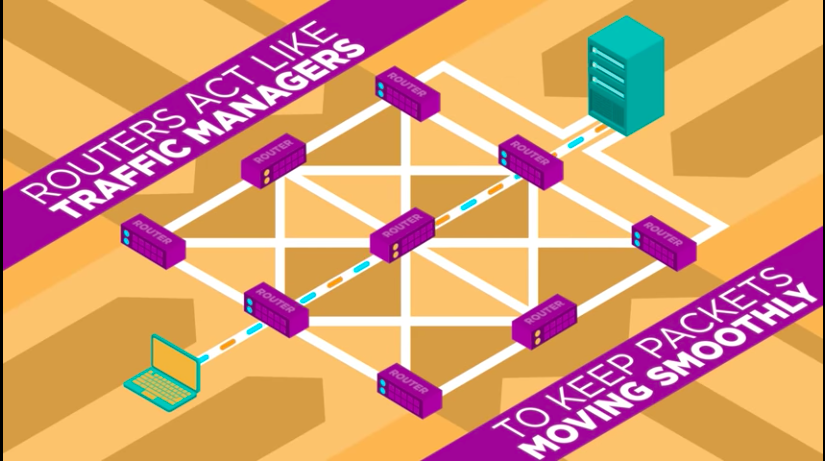 ROUTERS ACT LIKE
TRAFFIC MANAGERS
ROUTER
ROUTER
ROUTER
ROUTER
ROUTER
ROUTER
ROUTER
ROUTER
ROUTER
TO KEEP PACKETS
MOVING SMOOTHLY